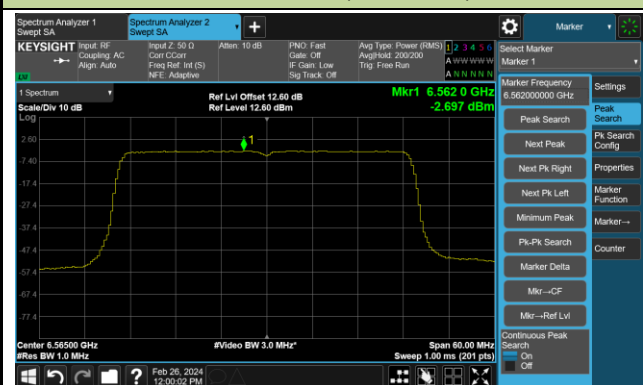 Spectrum Analyzer 1
Swept SA
Spectrum Analyzer 2
Swept SA
Marker
KEYSIGHT
Input: RF
Coupling: AC
Align: Auto
Input Z: 50 Ω
Corr CCorr
Freq Ref: Int (S)
NFE: Adaptive
Atten: 10 dB
PNO: Fast
Gate: Off
IF Gain: Low
Sig Track: Off
Avg Type: Power (RMS)
Avg|Hold: 200/200
Trig: Free Run
1 2 3 4 5 6
A W W W W W
A N N N N N
LXI
Select Marker
Marker 1
1 Spectrum
Scale/Div 10 dB
Ref Lvl Offset 12.60 dB
Ref Level 12.60 dBm
Mkr1 6.562 0 GHz
-2.697 dBm
Log
2.60
-7.40
-17.4
-27.4
-37.4
-47.4
-57.4
-67.4
-77.4
1
Center 6.56500 GHz
#Res BW 1.0 MHz
#Video BW 3.0 MHz*
Span 60.00 MHz
Sweep 1.00 ms (201 pts)
Marker Frequency
6.562000000 GHz
Peak Search
Next Peak
Next Pk Right
Next Pk Left
Minimum Peak
Pk-Pk Search
Marker Delta
Mkr→CF
Mkr→Ref Lvl
Continuous Peak
Search
On
Off
Settings
Peak
Search
Pk Search
Config
Properties
Marker
Function
Marker→
Counter
Feb 26, 2024
12:00:02 PM